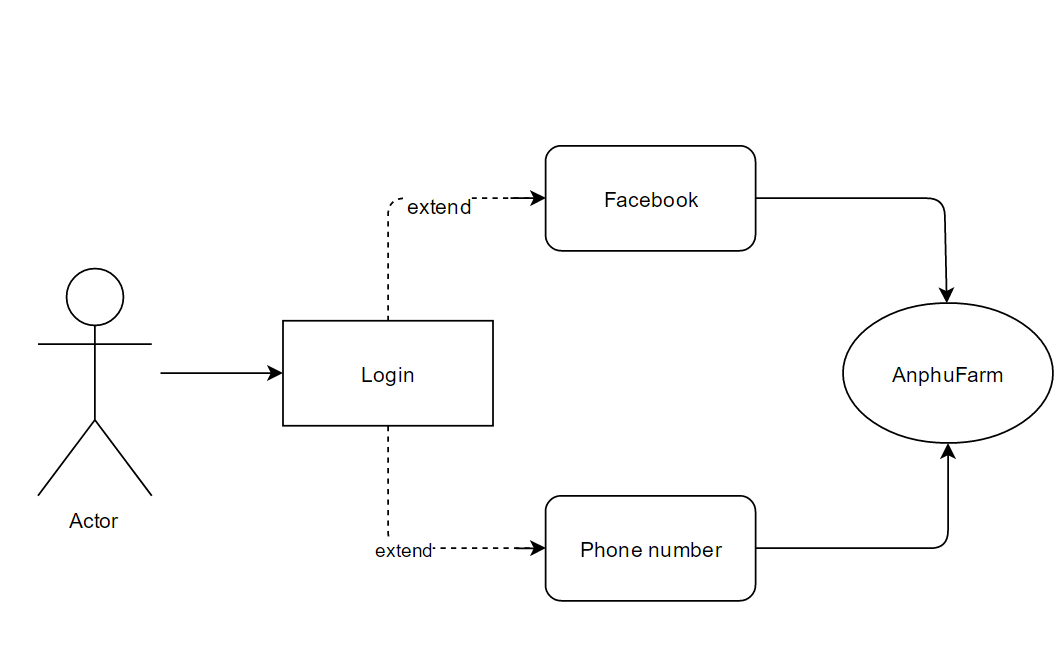 extend
Facebook
Login
AnphuFarm
Actor
extend
Phone number